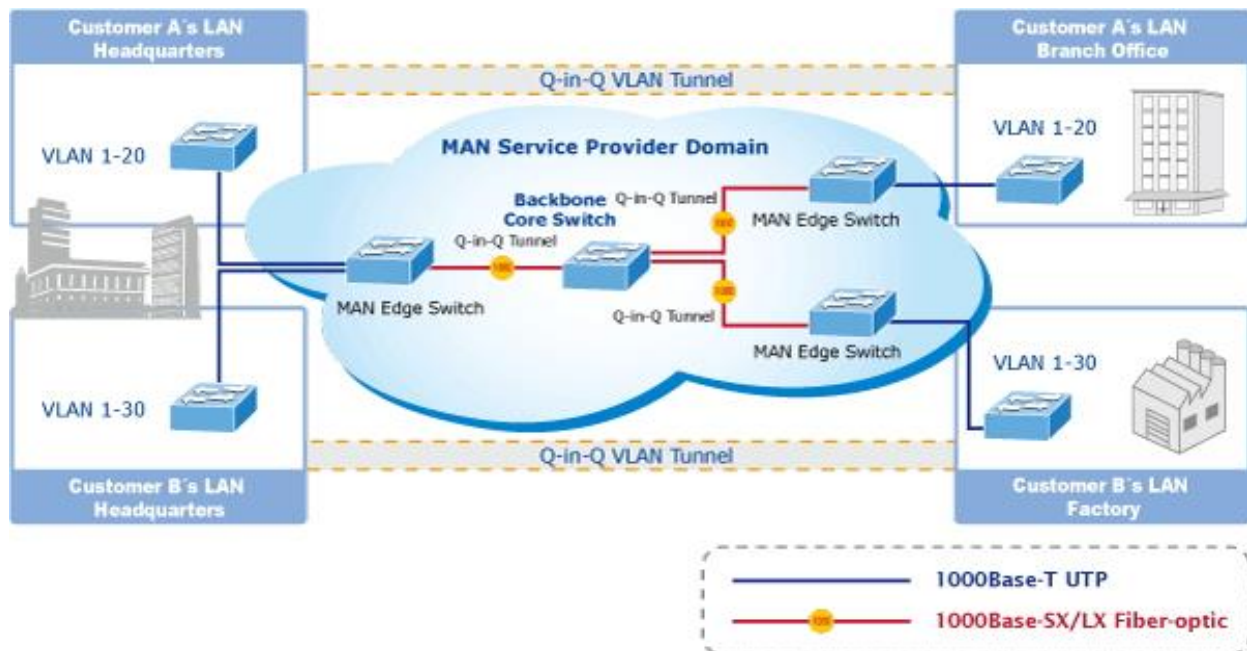 Customer A´s LAN
Headquarters
Customer A´s LAN
Branch Office
Q-in-Q VLAN Tunnel
VLAN 1-20
VLAN 1-20
MAN Service Provider Domain
Q-in-Q Tunnel
Backbone
Core Switch
MAN Edge Switch
Q-in-Q Tunnel
MAN Edge Switch
Q-in-Q Tunnel
MAN Edge Switch
VLAN 1-30
VLAN 1-30
Q-in-Q VLAN Tunnel
Customer B´s LAN
Headquarters
Customer B´s LAN
Factory
1000Base-T UTP
1000Base-SX/LX Fiber-optic